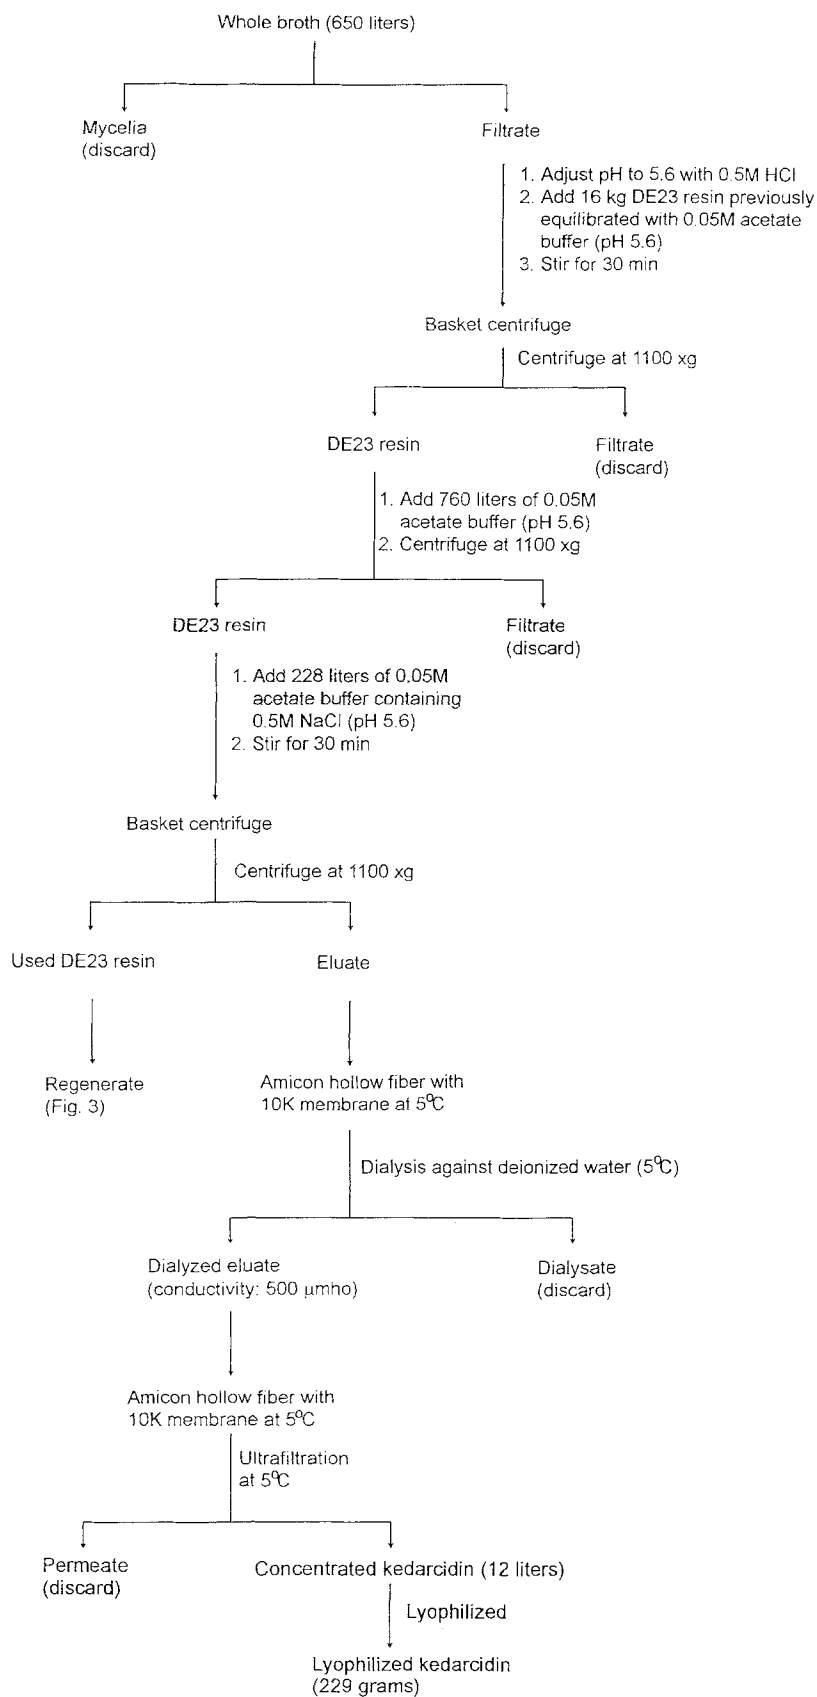 Whole broth (650 liters)
Mycelia
(discard)
Filtrate
1. Adjust pH to 5.6 with 0.5M HCl
2. Add 16 kg DE23 resin previously
equilibrated with 0.05M acetate
buffer (pH 5.6)
3. Stir for 30 min
Basket centrifuge
Centrifuge at 1100 xg
DE23 resin
Filtrate
(discard)
1. Add 760 liters of 0.05M
acetate buffer (pH 5.6)
2. Centrifuge at 1100 xg
DE23 resin
Filtrate
(discard)
1. Add 228 liters of 0.05M
acetate buffer containing
0.5M NaCl (pH 5.6)
2. Stir for 30 min
Basket centrifuge
Centrifuge at 1100 xg
Used DE23 resin
Eluate
Regenerate
(Fig. 3)
Amicon hollow fiber with
10K membrane at 5⁰C
Dialysis against deionized water (5⁰C)
Dialyzed eluate
(conductivity: 500 µmho)
Dialysate
(discard)
Amicon hollow fiber with
10K membrane at 5⁰C
Ultrafiltration
at 5⁰C
Permeate
(discard)
Concentrated kedarcidin (12 liters)
Lyophilized
Lyophilized kedarcidin
(229 grams)